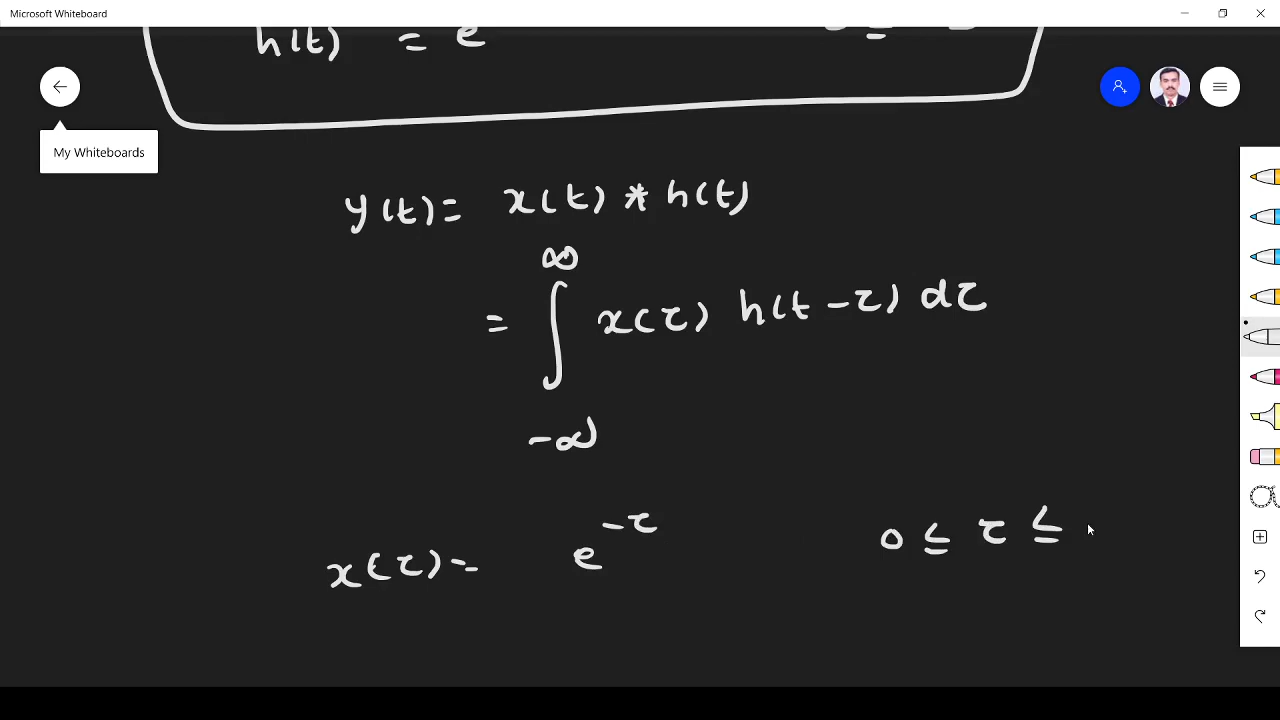 Microsoft Whiteboard
h(t) = e
My Whiteboards
y(t) = x(t) * h(t)
∞
= ∫ x(τ) h(t-τ) dτ
-∞
x(τ) = e^{-τ} 0 ≤ τ ≤